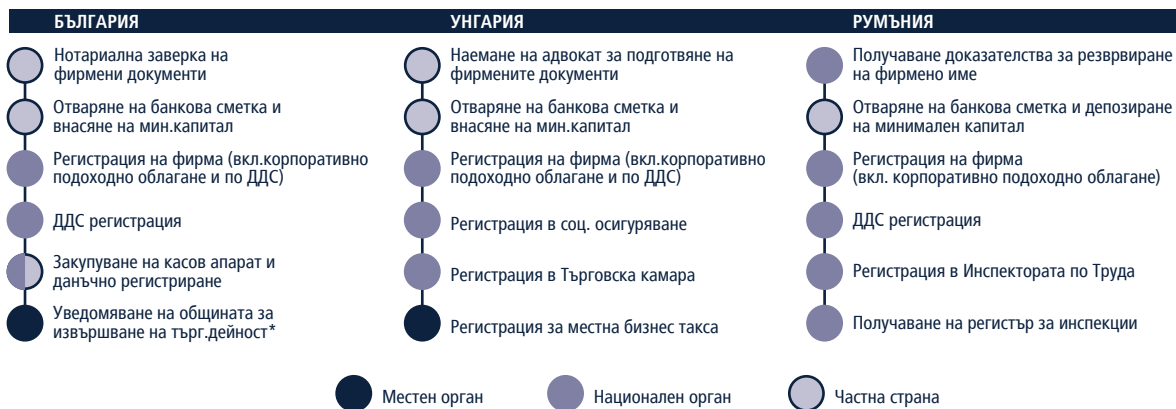 БЪЛГАРИЯ
Нотариална заверка на
фирмени документи
Отваряне на банкова сметка и
внасяне на мин.капитал
Регистрация на фирма (вкл.корпоративно
подоходно облагане и по ДДС)
ДДС регистрация
Закупуване на касов апарат и
данъчно регистриране
Уведомяване на общината за
извършване на търг.дейност*
УНГАРИЯ
Наемане на адвокат за подготвяне на
фирмените документи
Отваряне на банкова сметка и
внасяне на мин.капитал
Регистрация на фирма (вкл.корпоративно
подоходно облагане и по ДДС)
Регистрация в соц. осигуряване
Регистрация в Търговска камара
Регистрация за местна бизнес такса
РУМЪНИЯ
Получаване доказателства за резврвиране
на фирмено име
Отваряне на банкова сметка и депозиране
на минимален капитал
Регистрация на фирма
(вкл. корпоративно подоходно облагане)
ДДС регистрация
Регистрация в Инспектората по Труда
Получаване на регистър за инспекции
Местен орган
Национален орган
Частна страна